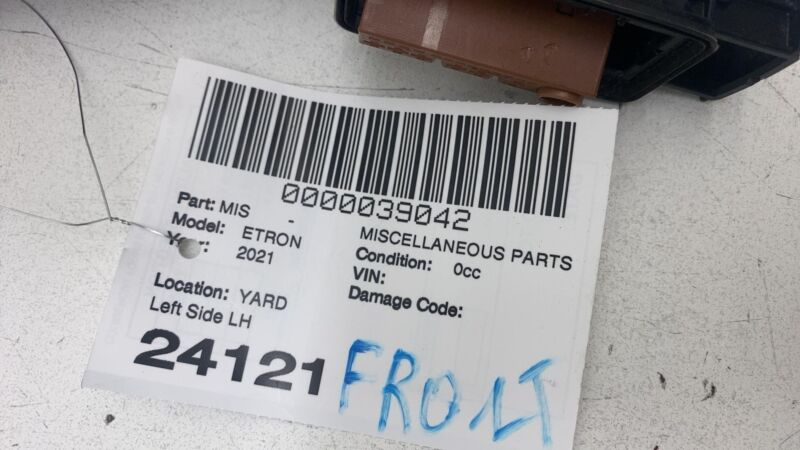 0000039042
Part: MIS -
MISCELLANEOUS PARTS
Model: ETRON
Condition: 0cc
Year: 2021
VIN:
Damage Code:
Location: YARD
Left Side LH
24121 FRONT